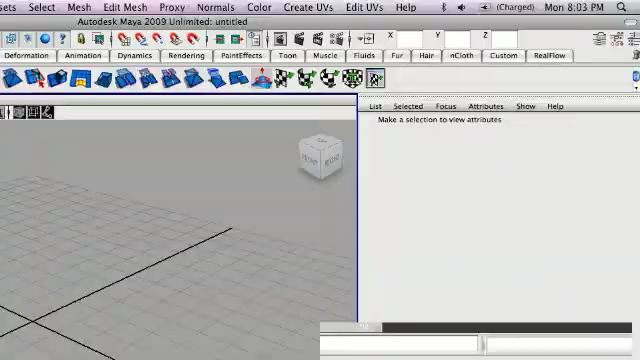 sets Select Mesh Edit Mesh Proxy Normals Color Create UVs Edit UVs Help (Charged) Mon 8:03 PM
Autodesk Maya 2009 Unlimited: untitled
X: Y: Z:
Deformation Animation Dynamics Rendering PaintEffects Toon Muscle Fluids Fur Hair nCloth Custom RealFlow
List Selected Focus Attributes Show Help
Make a selection to view attributes
FRONT RIGHT